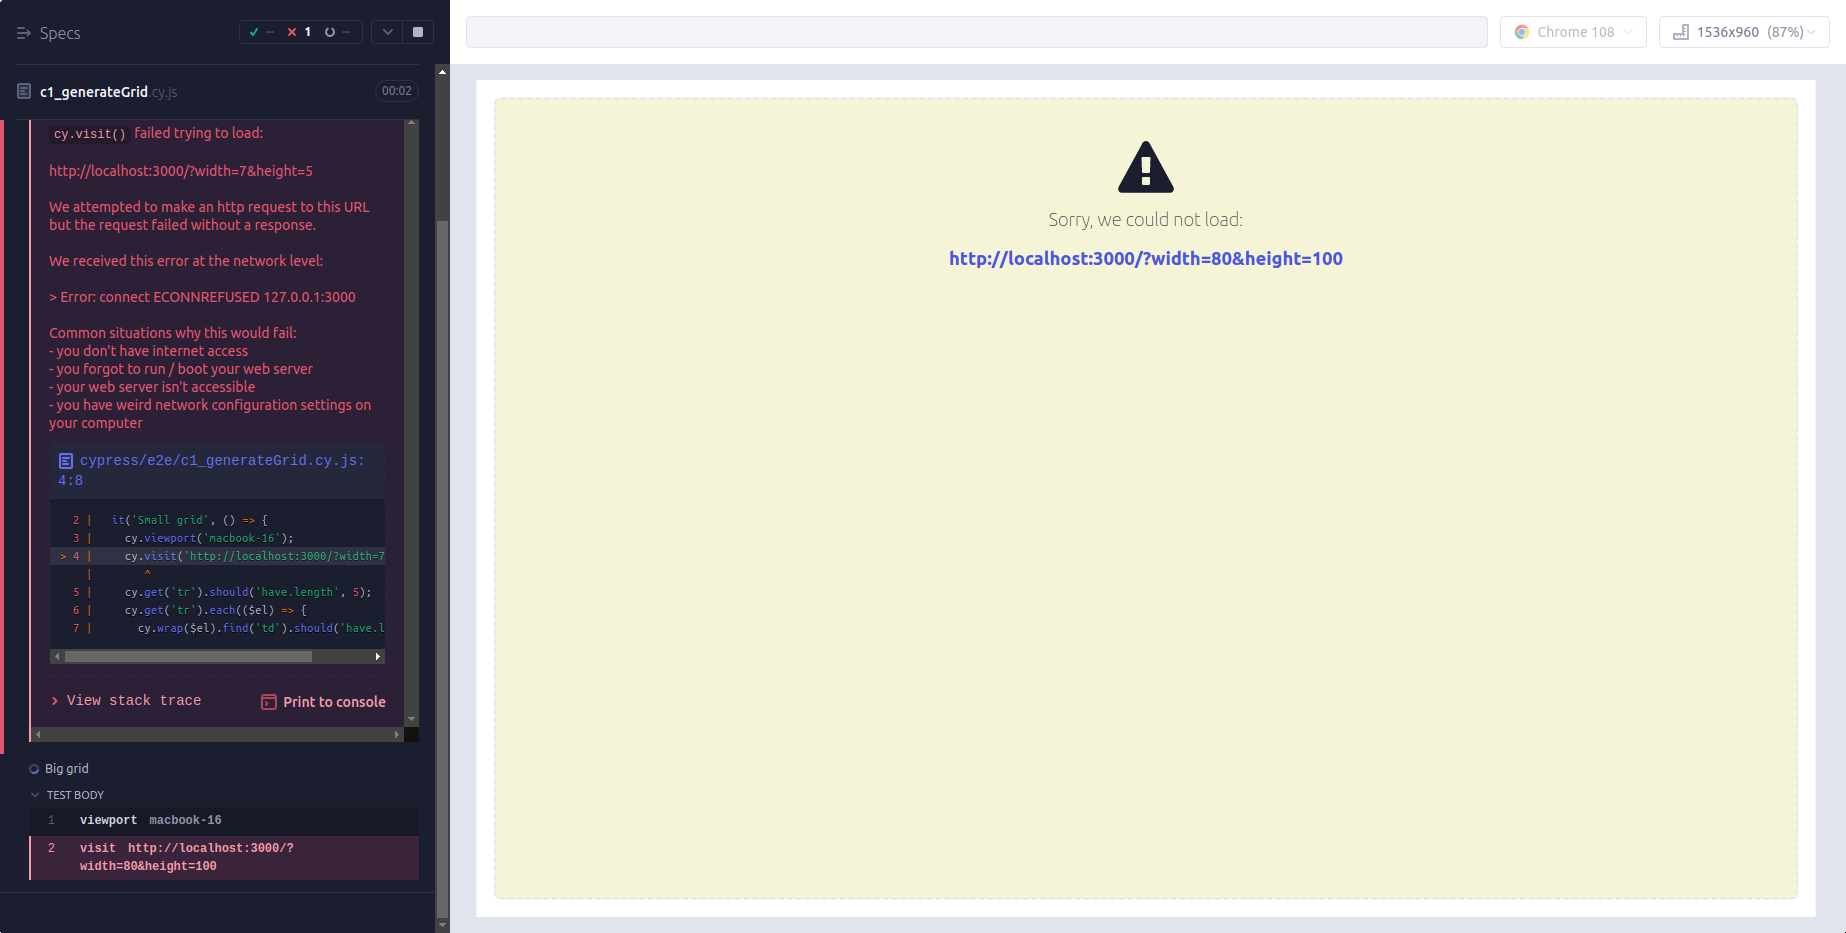 Specs
-- 1 --
c1_generateGrid.cy.js 00:02
cy.visit() failed trying to load:
http://localhost:3000/?width=7&height=5
We attempted to make an http request to this URL
but the request failed without a response.
We received this error at the network level:
> Error: connect ECONNREFUSED 127.0.0.1:3000
Common situations why this would fail:
- you don't have internet access
- you forgot to run / boot your web server
- your web server isn't accessible
- you have weird network configuration settings on
your computer
cypress/e2e/c1_generateGrid.cy.js:
4:8
2 | it('Small grid', () => {
3 | cy.viewport('macbook-16');
> 4 | cy.visit('http://localhost:3000/?width=7
| ^
5 | cy.get('tr').should('have.length', 5);
6 | cy.get('tr').each(($el) => {
7 | cy.wrap($el).find('td').should('have.l
> View stack trace Print to console
Big grid
TEST BODY
1 viewport macbook-16
2 visit http://localhost:3000/?
width=80&height=100
Chrome 108
1536x960 (87%)
Sorry, we could not load:
http://localhost:3000/?width=80&height=100